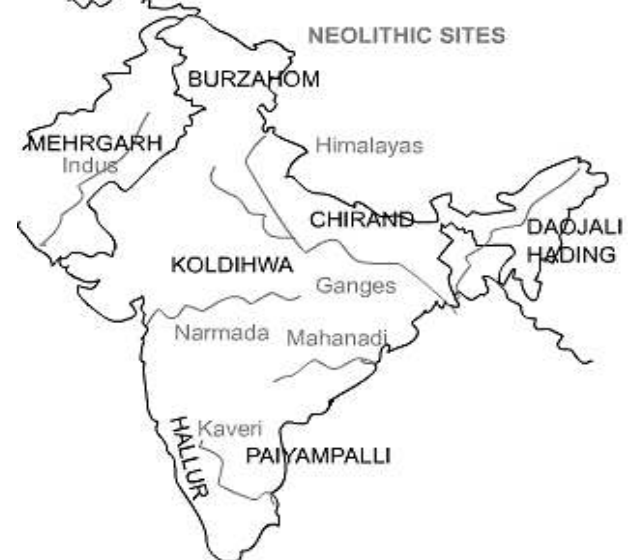 NEOLITHIC SITES
BURZAHOM
MEHRGARH
Indus
Himalayas
CHIRAND
DAOJALI
HADING
KOLDIHWA
Ganges
Narmada
Mahanadi
HALLUR
Kaveri
PAIYAMPALLI